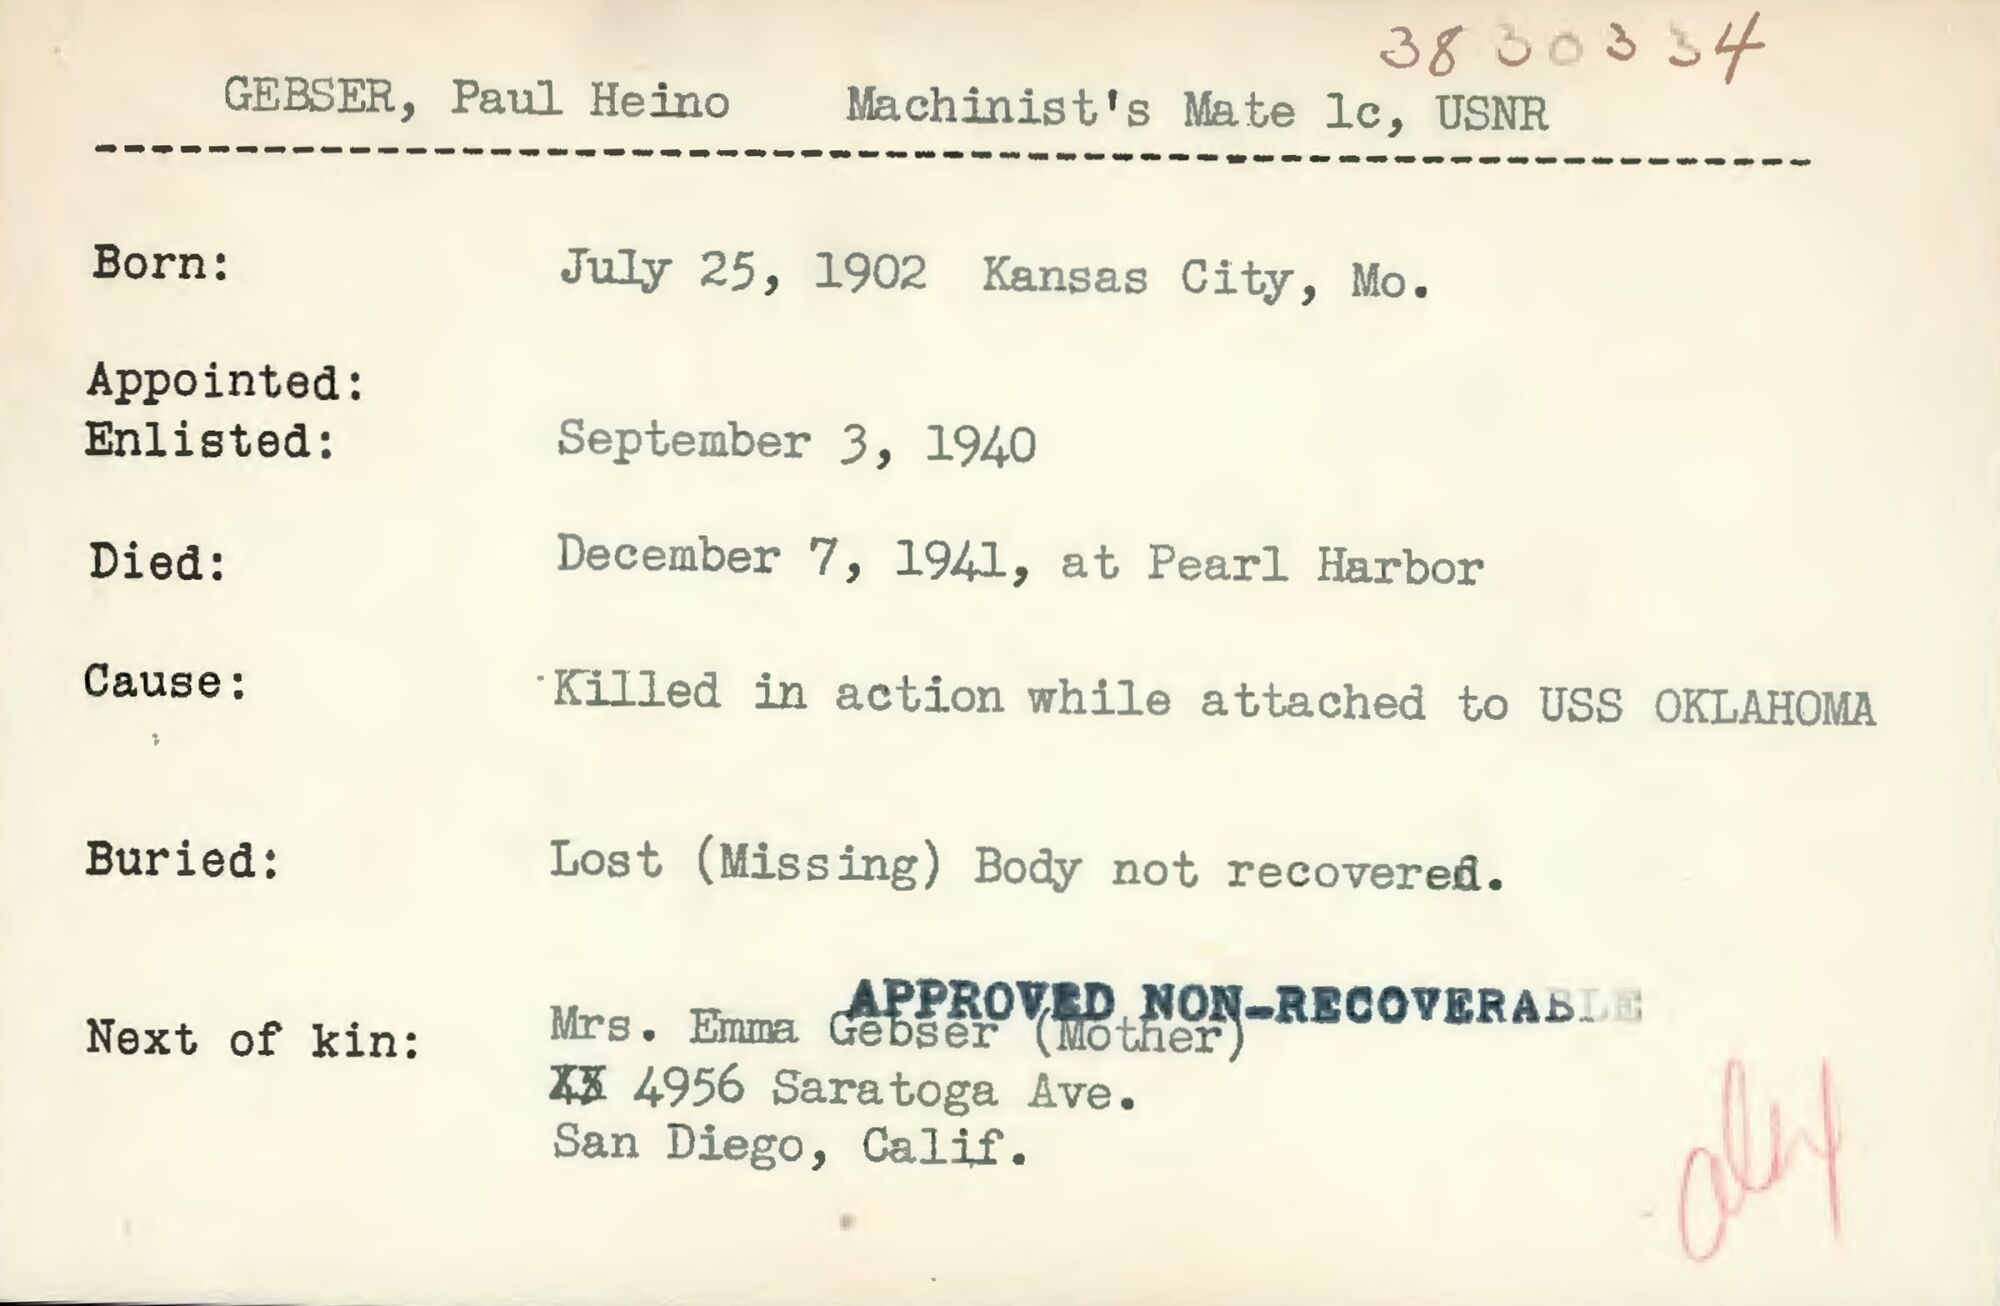 3830334
GEBSER, Paul Heino Machinist's Mate 1c, USNR
Born: July 25, 1902 Kansas City, Mo.
Appointed:
Enlisted: September 3, 1940
Died: December 7, 1941, at Pearl Harbor
Cause: Killed in action while attached to USS OKLAHOMA
Buried: Lost (Missing) Body not recovered.
APPROVED NON-RECOVERABLE
Next of kin: Mrs. Emma Gebser (Mother)
4956 Saratoga Ave.
San Diego, Calif.